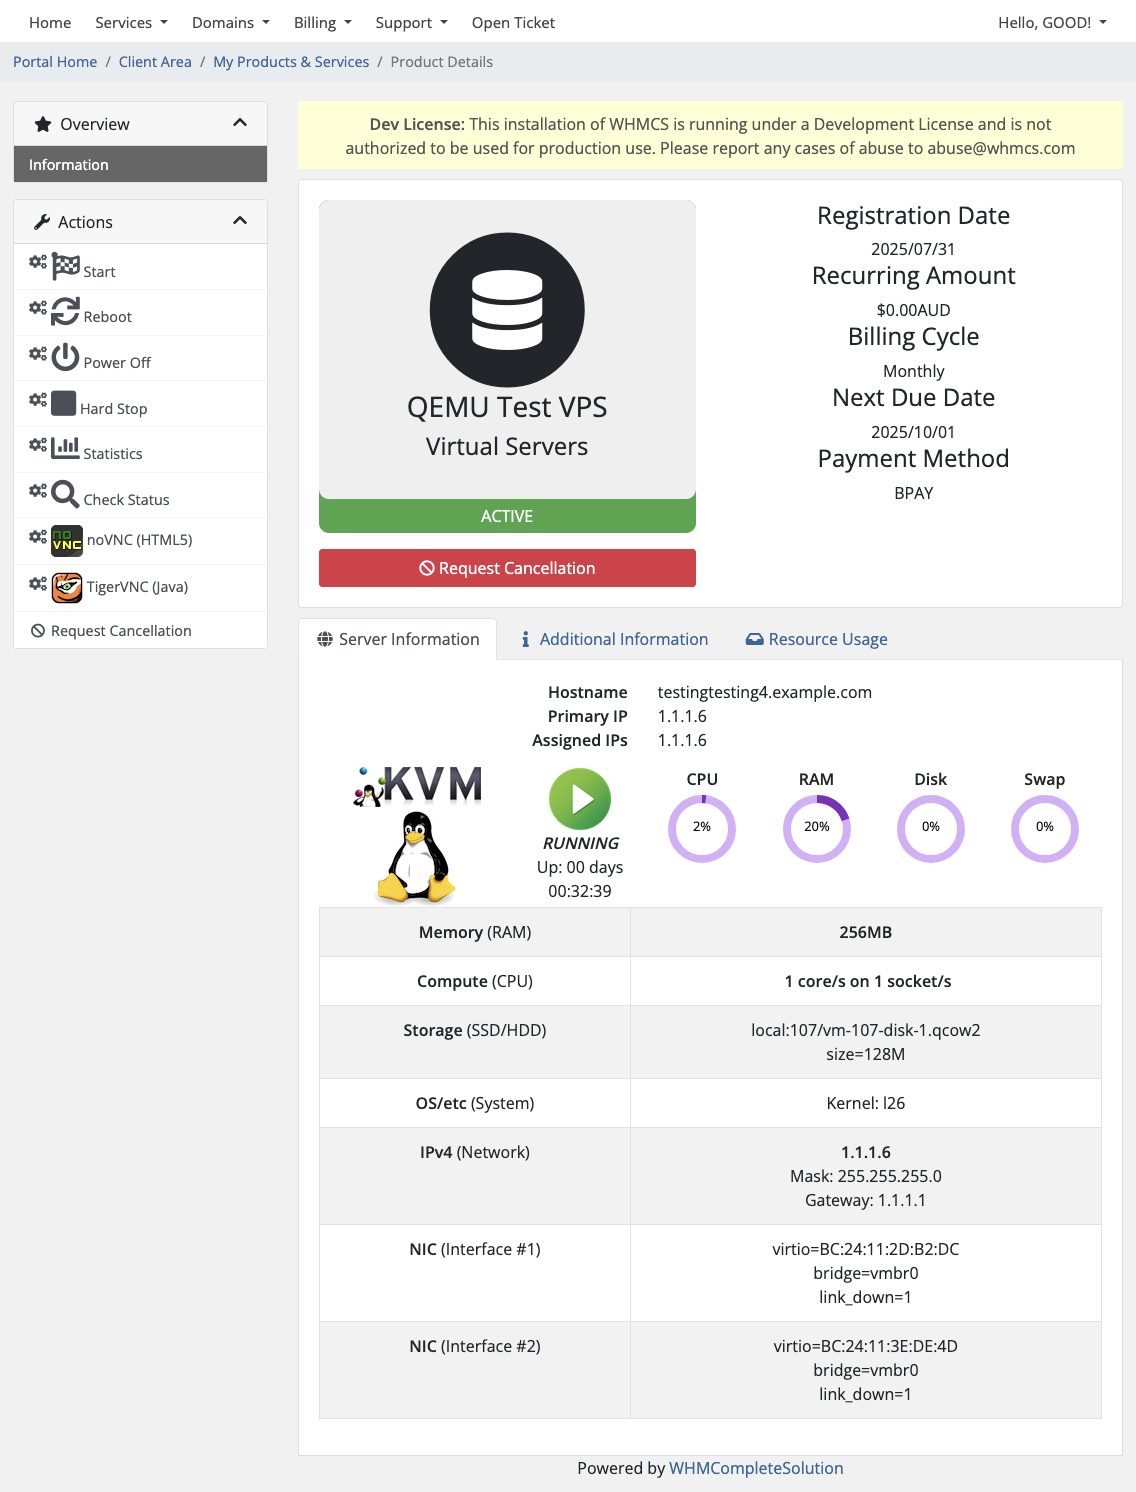 Home Services Domains Billing Support Open Ticket Hello, GOOD!
Portal Home / Client Area / My Products & Services / Product Details
Overview
Information
Actions
Start
Reboot
Power Off
Hard Stop
Statistics
Check Status
noVNC (HTML5)
TigerVNC (Java)
Request Cancellation
Dev License: This installation of WHMCS is running under a Development License and is not
authorized to be used for production use. Please report any cases of abuse to abuse@whmcs.com
QEMU Test VPS
Virtual Servers
ACTIVE
Request Cancellation
Registration Date
2025/07/31
Recurring Amount
$0.00AUD
Billing Cycle
Monthly
Next Due Date
2025/10/01
Payment Method
BPAY
Server Information Additional Information Resource Usage
Hostname testingtesting4.example.com
Primary IP 1.1.1.6
Assigned IPs 1.1.1.6
KVM
RUNNING
Up: 00 days
00:32:39
CPU RAM Disk Swap
2% 20% 0% 0%
Memory (RAM) 256MB
Compute (CPU) 1 core/s on 1 socket/s
Storage (SSD/HDD) local:107/vm-107-disk-1.qcow2
size=128M
OS/etc (System) Kernel: l26
IPv4 (Network) 1.1.1.6
Mask: 255.255.255.0
Gateway: 1.1.1.1
NIC (Interface #1) virtio=BC:24:11:2D:B2:DC
bridge=vmbr0
link_down=1
NIC (Interface #2) virtio=BC:24:11:3E:DE:4D
bridge=vmbr0
link_down=1
Powered by WHMCompleteSolution